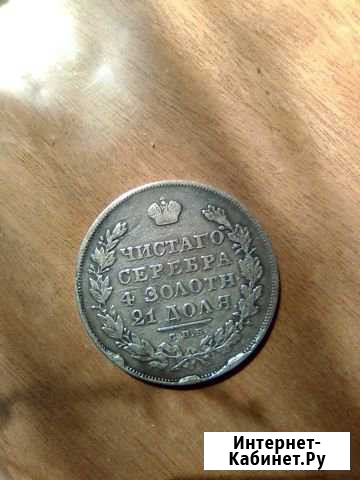 ЧИСТАГО
СЕРЕБРА
4 ЗОЛОТН
21 ДОЛЯ
С.П.Б.
Интернет-
Кабинет.Ру